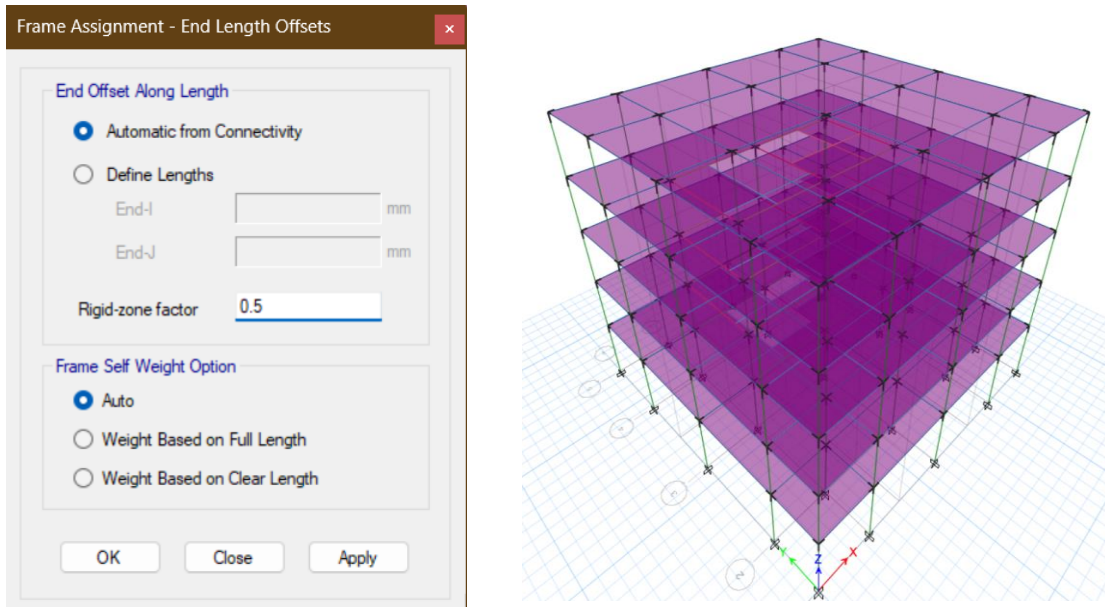 Frame Assignment - End Length Offsets
×
End Offset Along Length
Automatic from Connectivity
Define Lengths
End-I mm
End-J mm
Rigid-zone factor 0.5
Frame Self Weight Option
Auto
Weight Based on Full Length
Weight Based on Clear Length
OK Close Apply
Y Z X